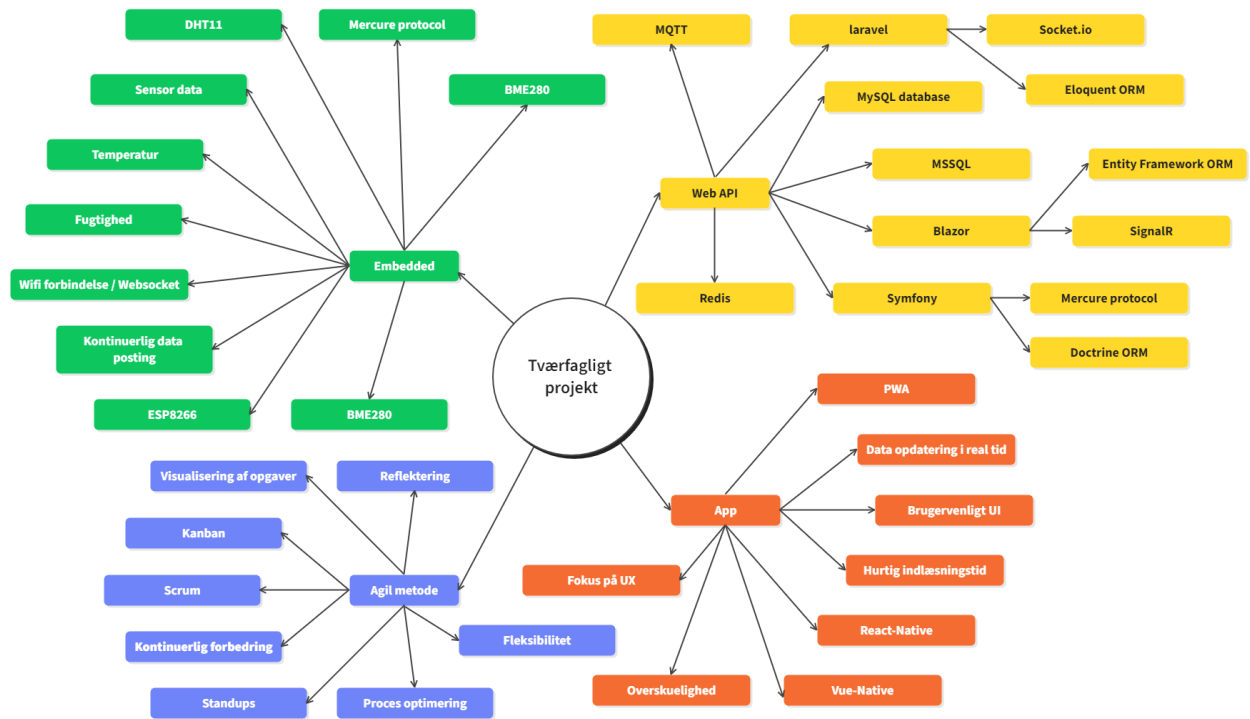 DHT11
Mercure protocol
Sensor data
BME280
Temperatur
Fugtighed
Embedded
Wifi forbindelse / Websocket
Kontinuerlig data
posting
ESP8266
BME280
MQTT
laravel
Socket.io
MySQL database
Eloquent ORM
MSSQL
Entity Framework ORM
Web API
Blazor
SignalR
Redis
Symfony
Mercure protocol
Doctrine ORM
Tværfagligt
projekt
Visualisering af opgaver
Reflektering
Kanban
Scrum
Agil metode
Kontinuerlig forbedring
Fleksibilitet
Standups
Proces optimering
PWA
Data opdatering i real tid
App
Brugervenligt UI
Fokus på UX
Hurtig indlæsningstid
React-Native
Overskuelighed
Vue-Native